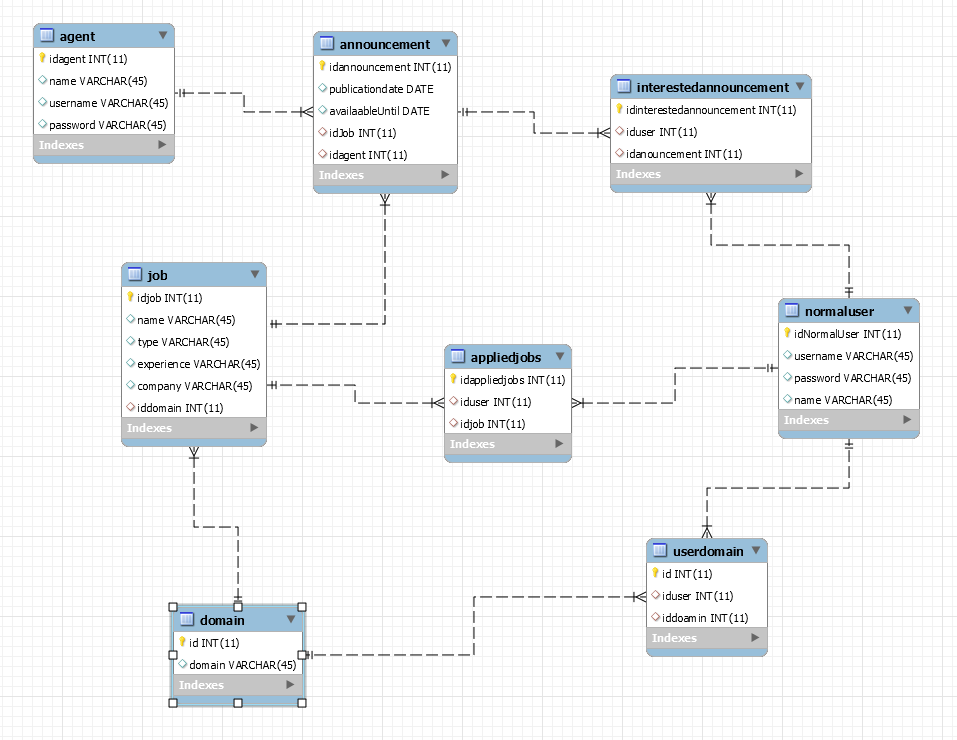 agent
idagent INT(11)
name VARCHAR(45)
username VARCHAR(45)
password VARCHAR(45)
Indexes
announcement
idannouncement INT(11)
publicationdate DATE
availaableUntil DATE
idJob INT(11)
idagent INT(11)
Indexes
interestedannouncement
idinterestedannouncement INT(11)
iduser INT(11)
idanouncement INT(11)
Indexes
job
idjob INT(11)
name VARCHAR(45)
type VARCHAR(45)
experience VARCHAR(45)
company VARCHAR(45)
iddomain INT(11)
Indexes
appliedjobs
idappliedjobs INT(11)
iduser INT(11)
idjob INT(11)
Indexes
normaluser
idNormalUser INT(11)
username VARCHAR(45)
password VARCHAR(45)
name VARCHAR(45)
Indexes
userdomain
id INT(11)
iduser INT(11)
iddoamin INT(11)
Indexes
domain
id INT(11)
domain VARCHAR(45)
Indexes